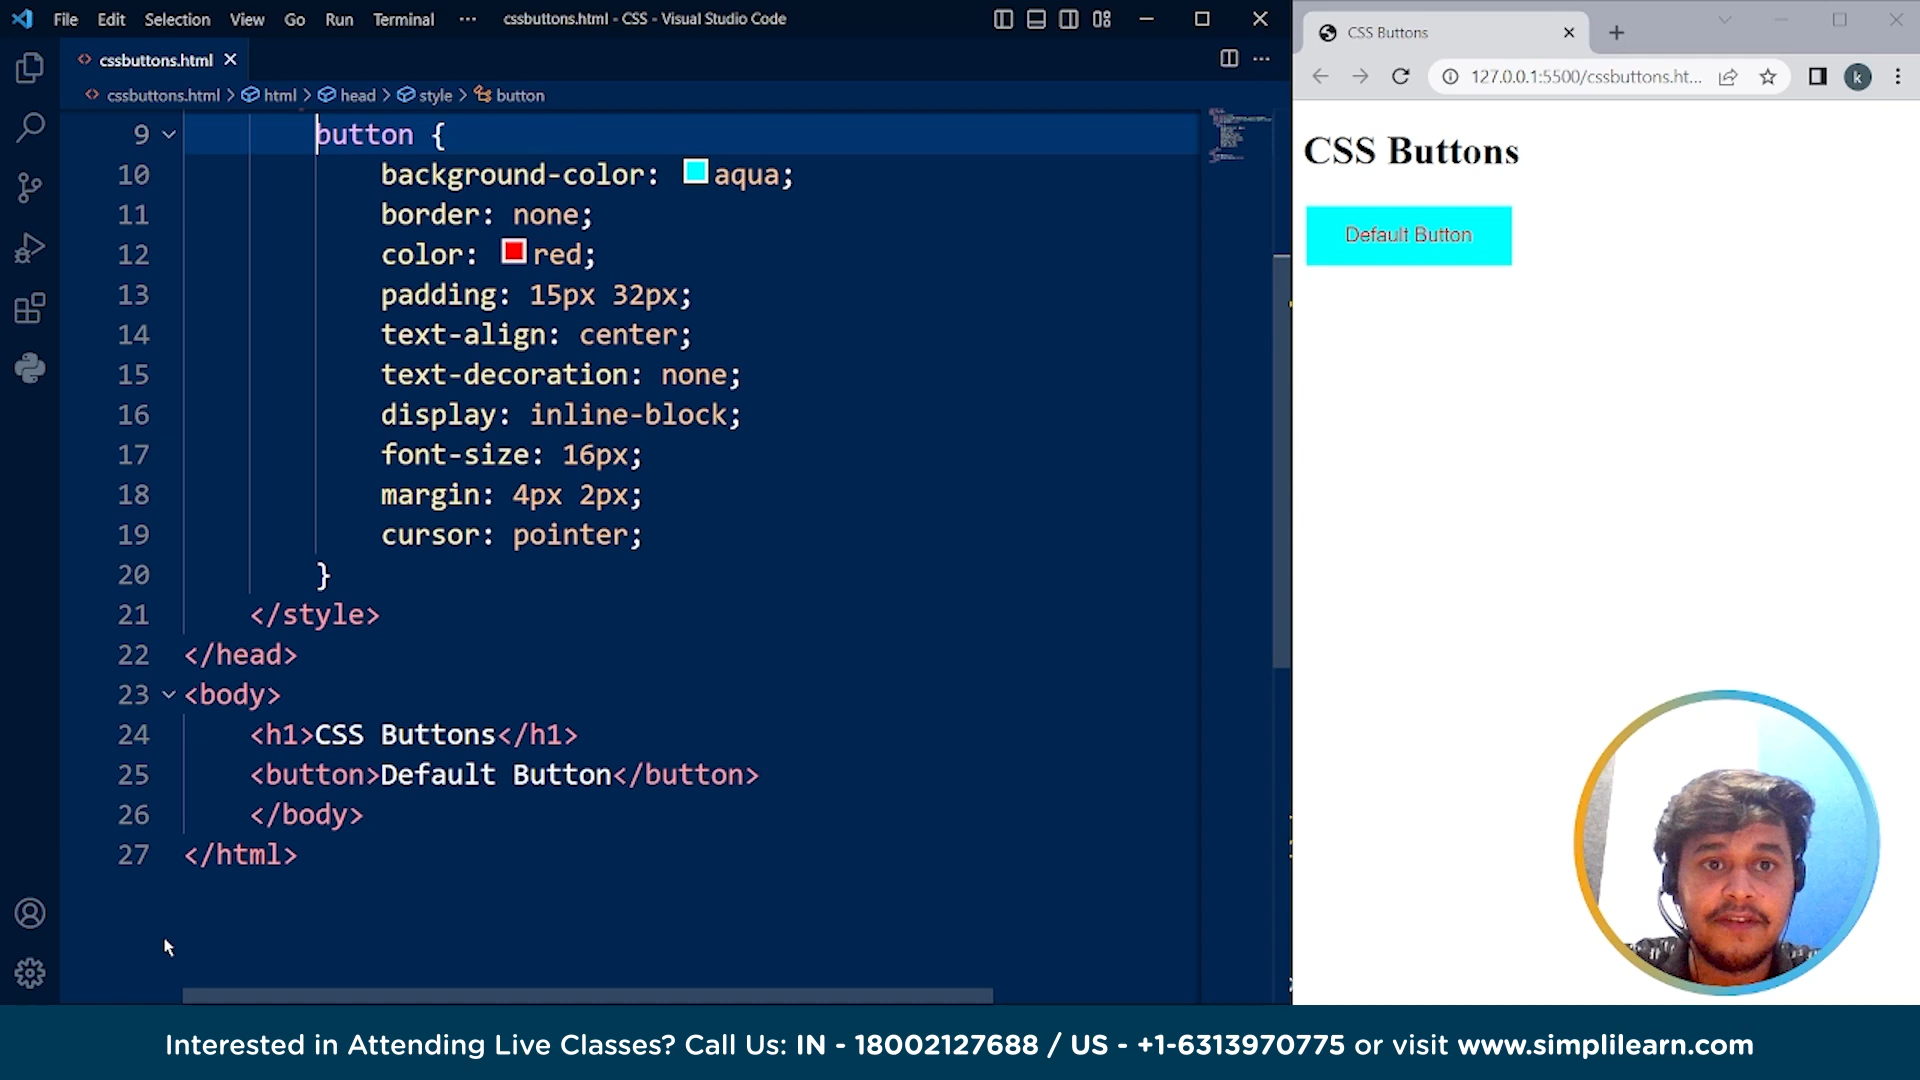 File Edit Selection View Go Run Terminal ··· cssbuttons.html - CSS - Visual Studio Code
cssbuttons.html
cssbuttons.html > html > head > style > button
9 button {
10 background-color: aqua;
11 border: none;
12 color: red;
13 padding: 15px 32px;
14 text-align: center;
15 text-decoration: none;
16 display: inline-block;
17 font-size: 16px;
18 margin: 4px 2px;
19 cursor: pointer;
20 }
21 </style>
22 </head>
23 <body>
24 <h1>CSS Buttons</h1>
25 <button>Default Button</button>
26 </body>
27 </html>
CSS Buttons
127.0.0.1:5500/cssbuttons.ht...
k
CSS Buttons
Default Button
Interested in Attending Live Classes? Call Us: IN - 18002127688 / US - +1-6313970775 or visit www.simplilearn.com